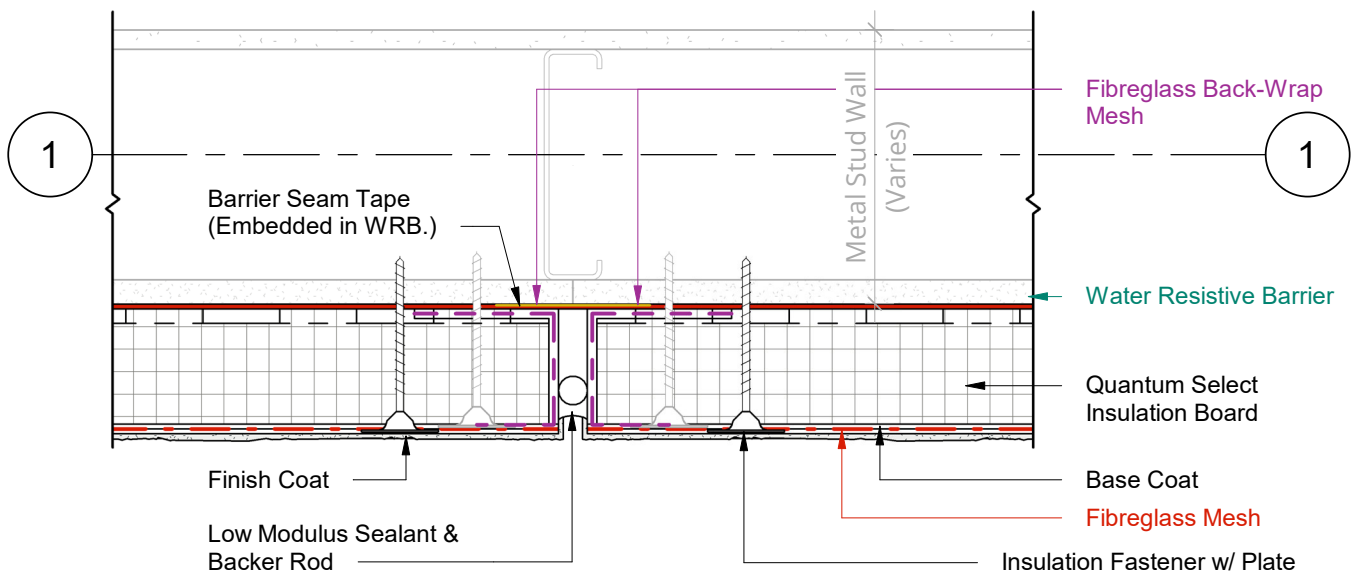 Fibreglass Back-Wrap
Mesh
1
1
Metal Stud Wall
(Varies)
Barrier Seam Tape
(Embedded in WRB.)
Water Resistive Barrier
Quantum Select
Insulation Board
Finish Coat
Base Coat
Fibreglass Mesh
Low Modulus Sealant &
Backer Rod
Insulation Fastener w/ Plate